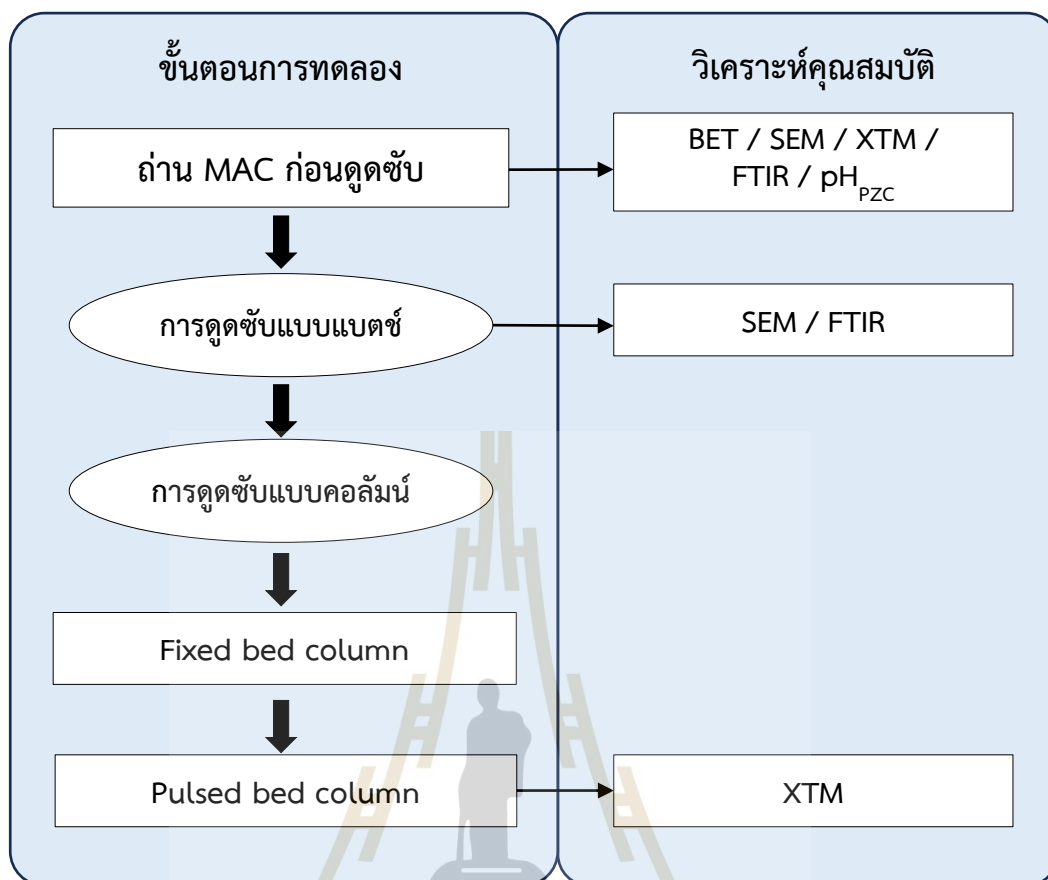 ขั้นตอนการทดลอง
วิเคราะห์คุณสมบัติ
ถ่าน MAC ก่อนดูดซับ
BET / SEM / XTM /
FTIR / pH PZC
การดูดซับแบบแบตช์
SEM / FTIR
การดูดซับแบบคอลัมน์
Fixed bed column
Pulsed bed column
XTM